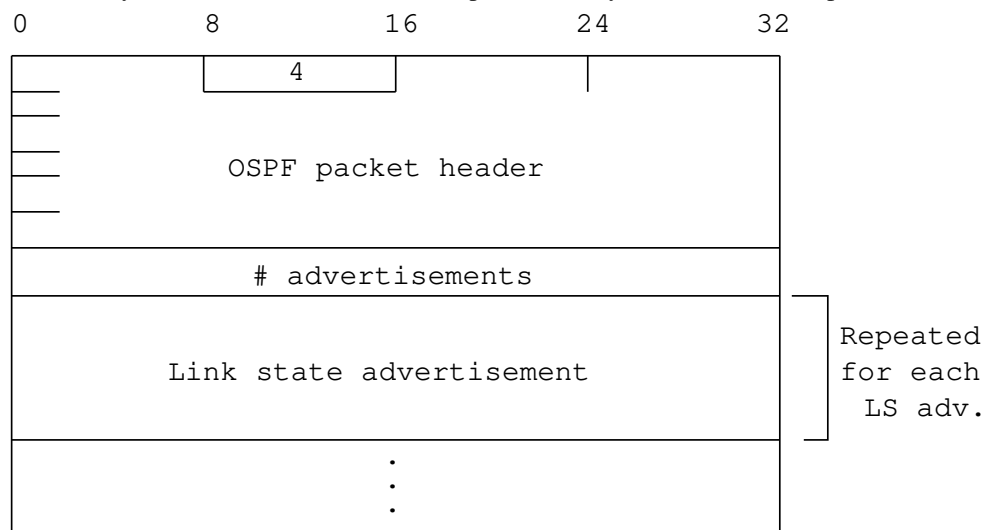 0 8 16 24 32
4
OSPF packet header
# advertisements
Link state advertisement
Repeated
for each
LS adv.
.
.
.